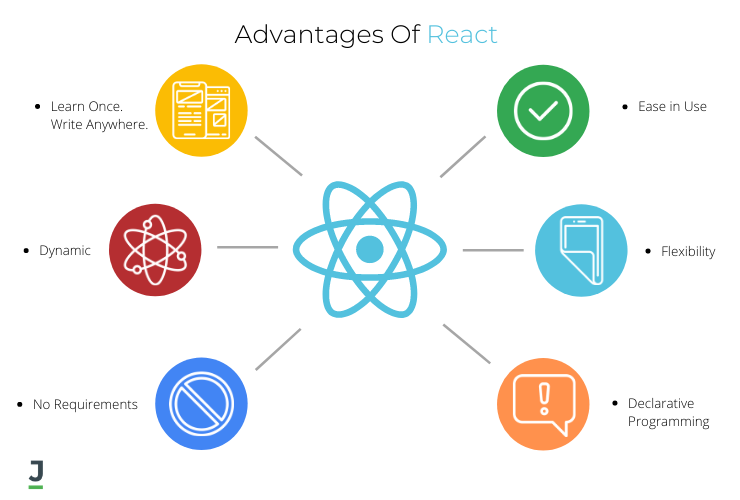 Advantages Of React
Learn Once.
Write Anywhere.
Ease in Use
Dynamic
Flexibility
No Requirements
Declarative
Programming
J